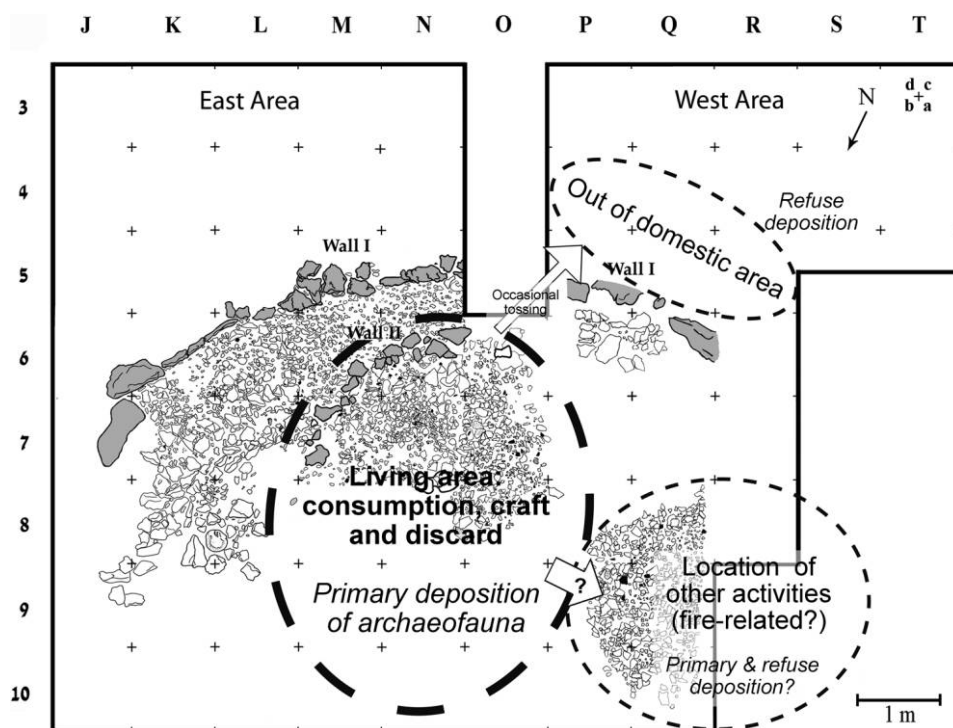 J K L M N O P Q R S T
3
4
5
6
7
8
9
10
East Area
West Area
N
d c
b a
Out of domestic area
Refuse
deposition
Wall I
Wall I
Occasional
tossing
Wall II
Living area:
consumption, craft
and discard
Primary deposition
of archaeofauna
?
Location of
other activities
(fire-related?)
Primary & refuse
deposition?
1 m